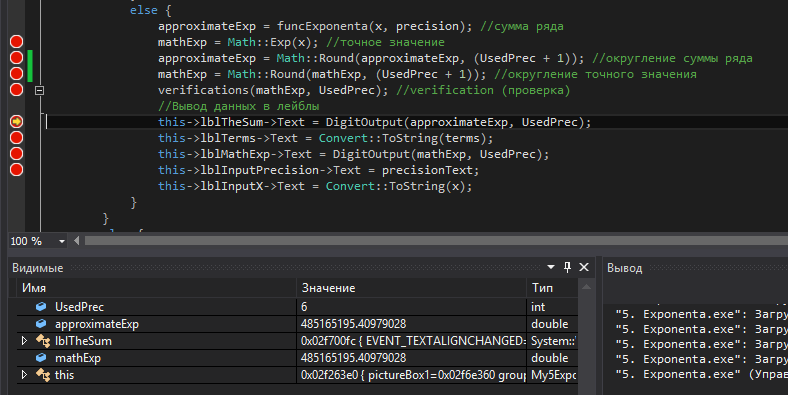 else {
approximateExp = funcExponenta(x, precision); //сумма ряда
mathExp = Math::Exp(x); //точное значение
approximateExp = Math::Round(approximateExp, (UsedPrec + 1)); //округление суммы ряда
mathExp = Math::Round(mathExp, (UsedPrec + 1)); //округление точного значения
verifications(mathExp, UsedPrec); //verification (проверка)
//Вывод данных в лейблы
this->lblTheSum->Text = DigitOutput(approximateExp, UsedPrec);
this->lblTerms->Text = Convert::ToString(terms);
this->lblMathExp->Text = DigitOutput(mathExp, UsedPrec);
this->lblInputPrecision->Text = precisionText;
this->lblInputX->Text = Convert::ToString(x);
}
}
100 %
Видимые
Имя Значение Тип
UsedPrec 6 int
approximateExp 485165195.40979028 double
lblTheSum 0x02f700fc { EVENT_TEXTALIGNCHANGED= System::
mathExp 485165195.40979028 double
this 0x02f263e0 { pictureBox1=0x02f6e360 group My5Expo
Вывод
"5. Exponenta.exe": Загру
"5. Exponenta.exe": Загру
"5. Exponenta.exe": Загру
"5. Exponenta.exe": Загру
"5. Exponenta.exe" (Управ